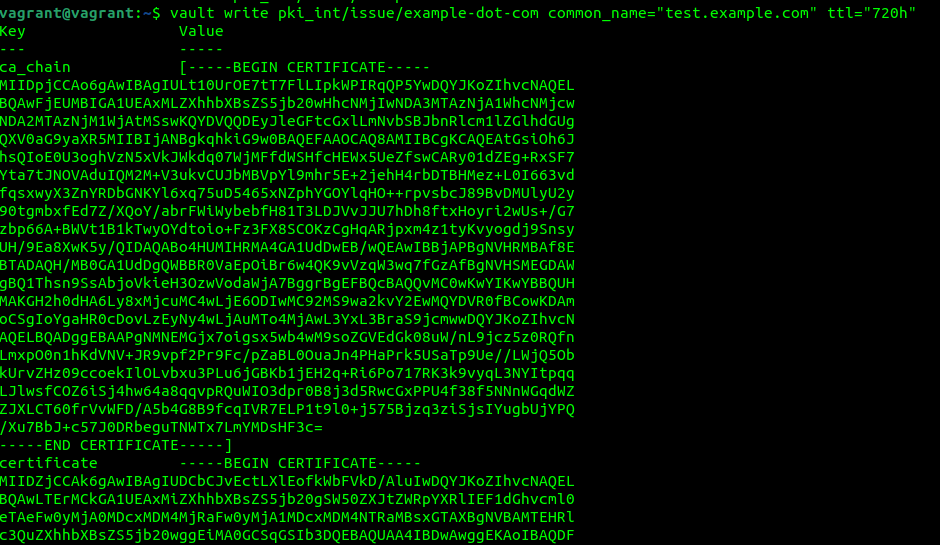 vagrant@vagrant:~$ vault write pki_int/issue/example-dot-com common_name="test.example.com" ttl="720h"
Key                 Value
---                 -----
ca_chain            [-----BEGIN CERTIFICATE-----
MIIDpjCCAo6gAwIBAgIULt10UrOE7tT7FlLIpkWPIRqQP5YwDQYJKoZIhvcNAQEL
BQAwFjEUMBIGA1UEAxMLZXhhbXBsZS5jb20wHhcNMjIwNDA3MTAzNjA1WhcNMjcw
NDA2MTAzNjM1WjAtMSswKQYDVQQDEyJleGFtcGxlLmNvbSBJbnRlcm1lZGlhdGUg
QXV0aG9yaXR5MIIBIjANBgkqhkiG9w0BAQEFAAOCAQ8AMIIBCgKCAQEAtGsiOh6J
hsQIoE0U3oghVzN5xVkJWkdq07WjMFfdWSHfcHEWx5UeZfswCARy01dZEg+RxSF7
Yta7tJNOVAduIQM2M+V3ukvCUJbMBVpYl9mhr5E+2jehH4rbDTBHMez+L0I663vd
fqsxwyX3ZnYRDbGNKYl6xq75uD5465xNZphYGOYlqHO++rpvsbcJ89BvDMUlyU2y
90tgmbxfEd7Z/XQoY/abrFWiWybebfH81T3LDJVvJJU7hDh8ftxHoyri2wUs+/G7
zbp66A+BWVt1B1kTwyOYdtoio+Fz3FX8SCOKzCgHqARjpxm4z1tyKvyogdj9Snsy
UH/9Ea8XwK5y/QIDAQABo4HUMIHRMA4GA1UdDwEB/wQEAwIBBjAPBgNVHRMBAf8E
BTADAQH/MB0GA1UdDgQWBBR0VaEpOiBr6w4QK9vVzqW3wq7fGzAfBgNVHSMEGDAW
gBQ1Thsn9SsAbjoVkieH3OzwVodaWjA7BggrBgEFBQcBAQQvMC0wKwYIKwYBBQUH
MAKGH2h0dHA6Ly8xMjcuMC4wLjE6ODIwMC92MS9wa2kvY2EwMQYDVR0fBCowKDAm
oCSgIoYgaHR0cDovLzEyNy4wLjAuMTo4MjAwL3YxL3BraS9jcmwwDQYJKoZIhvcN
AQELBQADggEBAAPgNMNEMGjx7oigsx5wb4wM9soZGVEdGk08uW/nL9jcz5z0RQfn
LmxpO0n1hKdVNV+JR9vpf2Pr9Fc/pZaBL0OuaJn4PHaPrk5USaTp9Ue//LWjQ5Ob
kUrvZHz09ccoekIlOLvbxu3PLu6jGBKb1jEH2q+Ri6Po717RK3k9vyqL3NYItpqq
LJlwsfCOZ6iSj4hw64a8qqvpRQuWIO3dpr0B8j3d5RwcGxPPU4f38f5NNnWGqdWZ
ZJXLCT60frVvWFD/A5b4G8B9fcqIVR7ELP1t9l0+j575Bjzq3ziSjsIYugbUjYPQ
/Xu7BbJ+c57J0DRbeguTNWTx7LmYMDsHF3c=
-----END CERTIFICATE-----]
certificate         -----BEGIN CERTIFICATE-----
MIIDZjCCAk6gAwIBAgIUDCbCJvEctLXlEofkWbFVkD/AluIwDQYJKoZIhvcNAQEL
BQAwLTErMCkGA1UEAxMiZXhhbXBsZS5jb20gSW50ZXJtZWRpYXRlIEF1dGhvcml0
eTAeFw0yMjA0MDcxMDM4MjRaFw0yMjA1MDcxMDM4NTRaMBsxGTAXBgNVBAMTEHRl
c3QuZXhhbXBsZS5jb20wggEiMA0GCSqGSIb3DQEBAQUAA4IBDwAwggEKAoIBAQDF